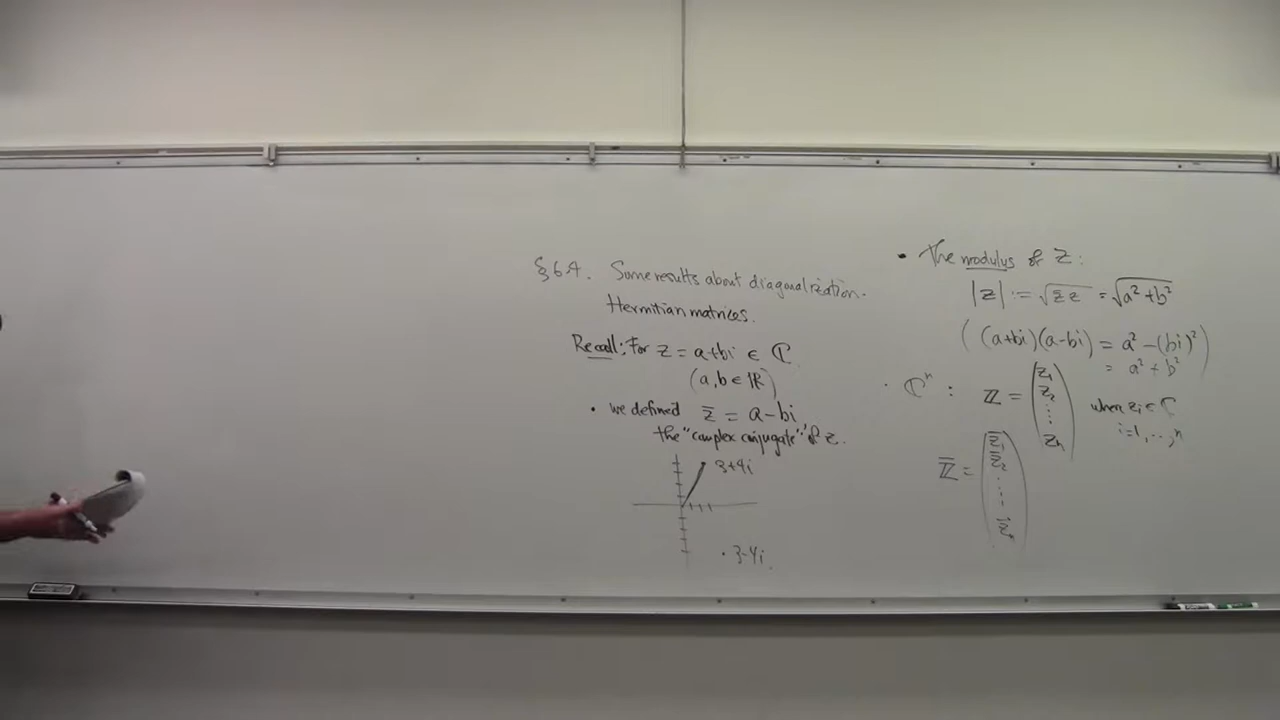 § 6.4. Some results about diagonalization.
Hermitian matrices.
Recall: For z = a+bi ∈ ℂ
(a, b ∈ ℝ)
• we defined z̄ = a-bi
the "complex conjugate" of z.
3+4i
• 3-4i
• The modulus of Z:
|z| := √z̄z = √a²+b²
( (a+bi)(a-bi) = a² -(bi)² )
= a² + b²
• ℂⁿ : ℤ = ( z₁ z₂ ⋮ zₙ ) when zᵢ ∈ ℂ
i=1, ..., n
ℤ̄ = ( z̄₁ z̄₂ ⋮ z̄ₙ )